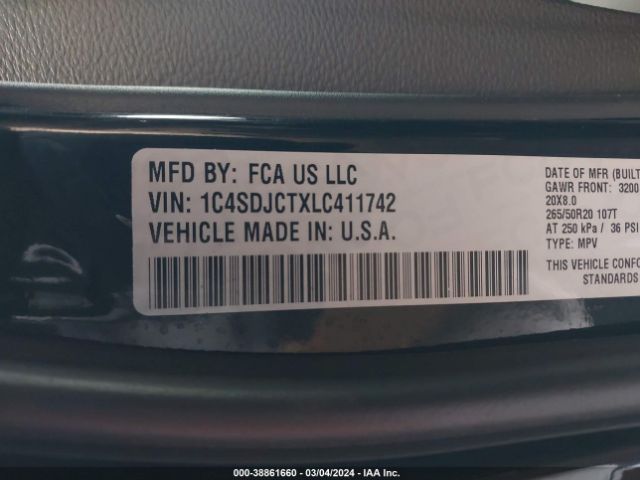 MFD BY: FCA US LLC
VIN: 1C4SDJCTXLC411742
VEHICLE MADE IN: U.S.A.
DATE OF MFR (BUILT
GAWR FRONT: 3200
20X8.0
265/50R20 107T
AT 250 kPa / 36 PSI
TYPE: MPV
THIS VEHICLE CONFO
STANDARDS
000-38861660 - 03/04/2024 - IAA Inc.